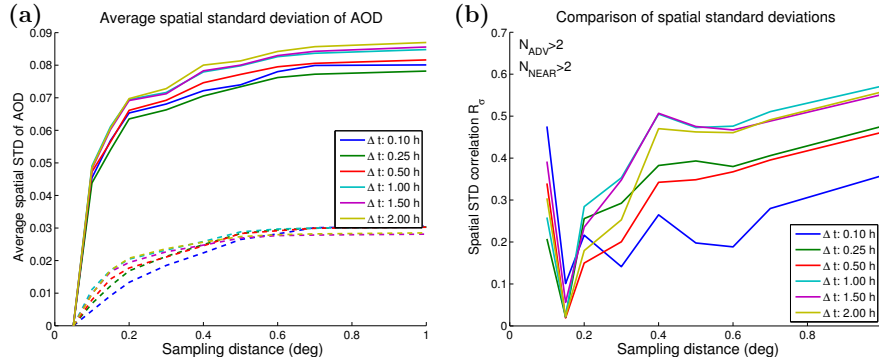 (a)
Average spatial standard deviation of AOD
0.09
0.08
0.07
0.06
0.05
0.04
0.03
0.02
0.01
0
Average spatial STD of AOD
Δ t: 0.10 h
Δ t: 0.25 h
Δ t: 0.50 h
Δ t: 1.00 h
Δ t: 1.50 h
Δ t: 2.00 h
0 0.2 0.4 0.6 0.8 1
Sampling distance (deg)
(b)
Comparison of spatial standard deviations
N_ADV>2
N_NEAR>2
0.7
0.6
0.5
0.4
0.3
0.2
0.1
0
Spatial STD correlation R_σ
Δ t: 0.10 h
Δ t: 0.25 h
Δ t: 0.50 h
Δ t: 1.00 h
Δ t: 1.50 h
Δ t: 2.00 h
0 0.2 0.4 0.6 0.8
Sampling distance (deg)